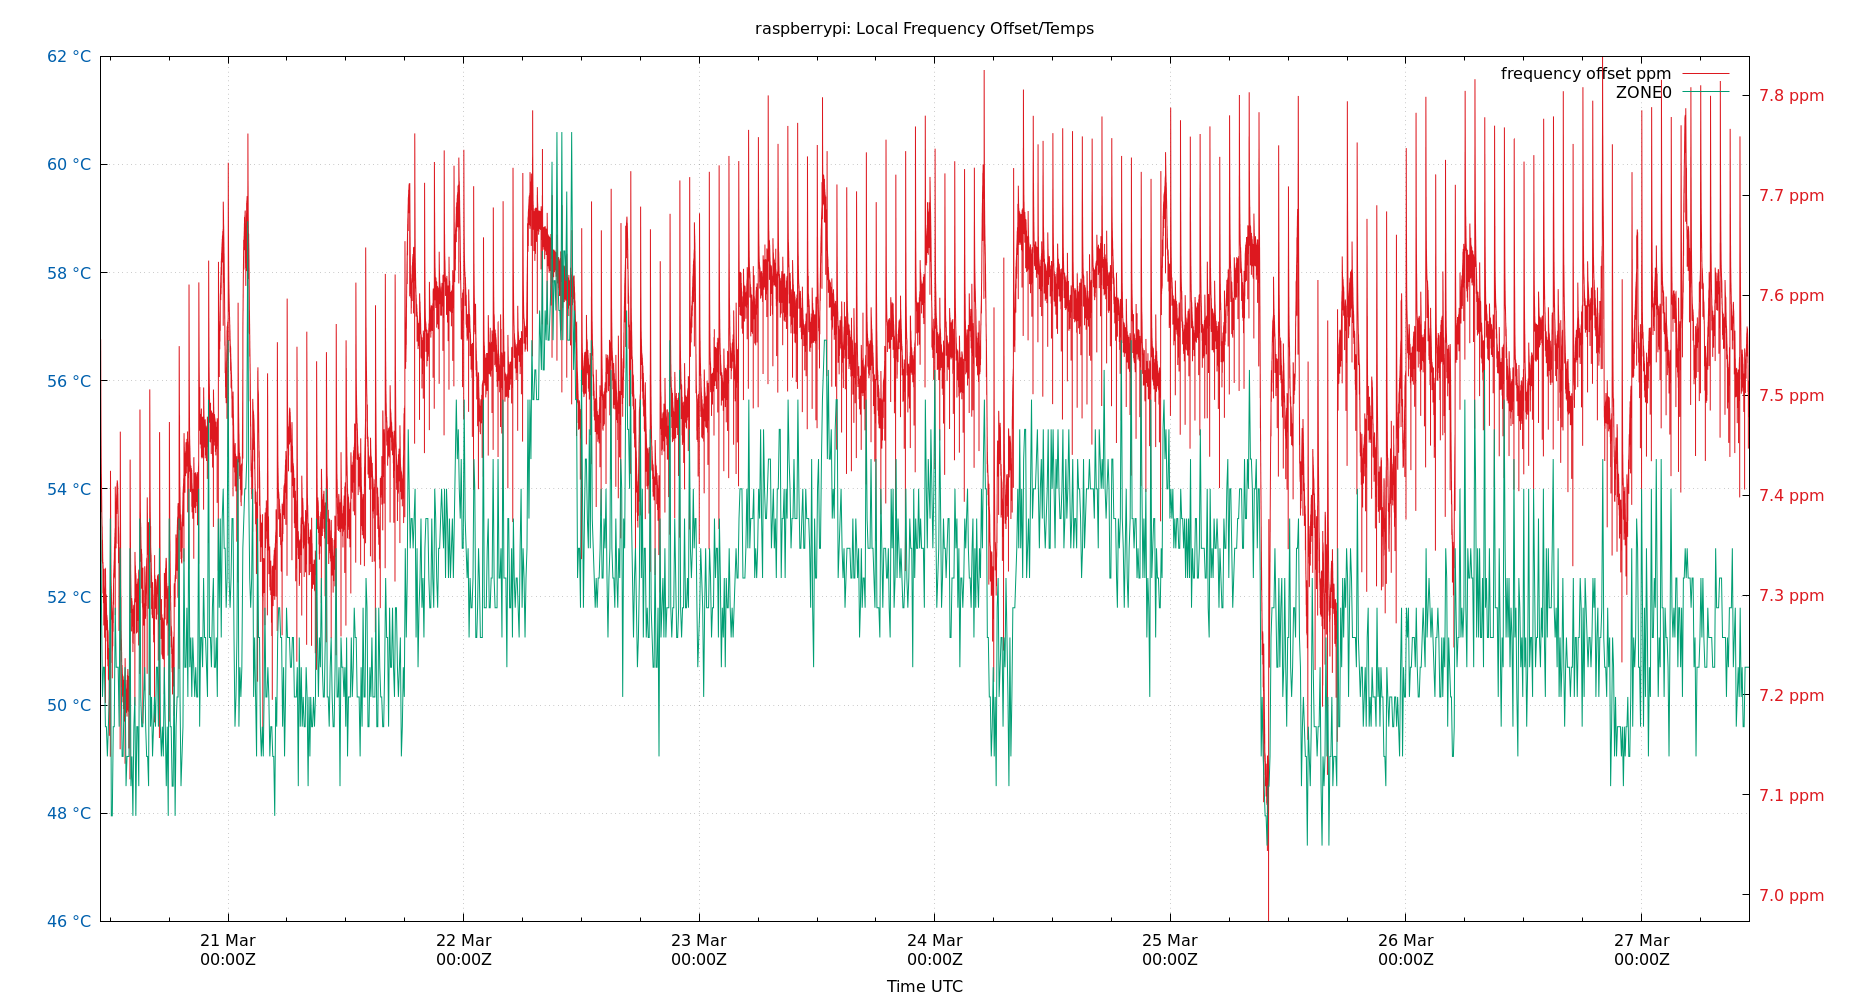 raspberrypi: Local Frequency Offset/Temps
62 °C
60 °C
58 °C
56 °C
54 °C
52 °C
50 °C
48 °C
46 °C
frequency offset ppm
ZONE0
7.8 ppm
7.7 ppm
7.6 ppm
7.5 ppm
7.4 ppm
7.3 ppm
7.2 ppm
7.1 ppm
7.0 ppm
21 Mar
00:00Z
22 Mar
00:00Z
23 Mar
00:00Z
24 Mar
00:00Z
25 Mar
00:00Z
26 Mar
00:00Z
27 Mar
00:00Z
Time UTC